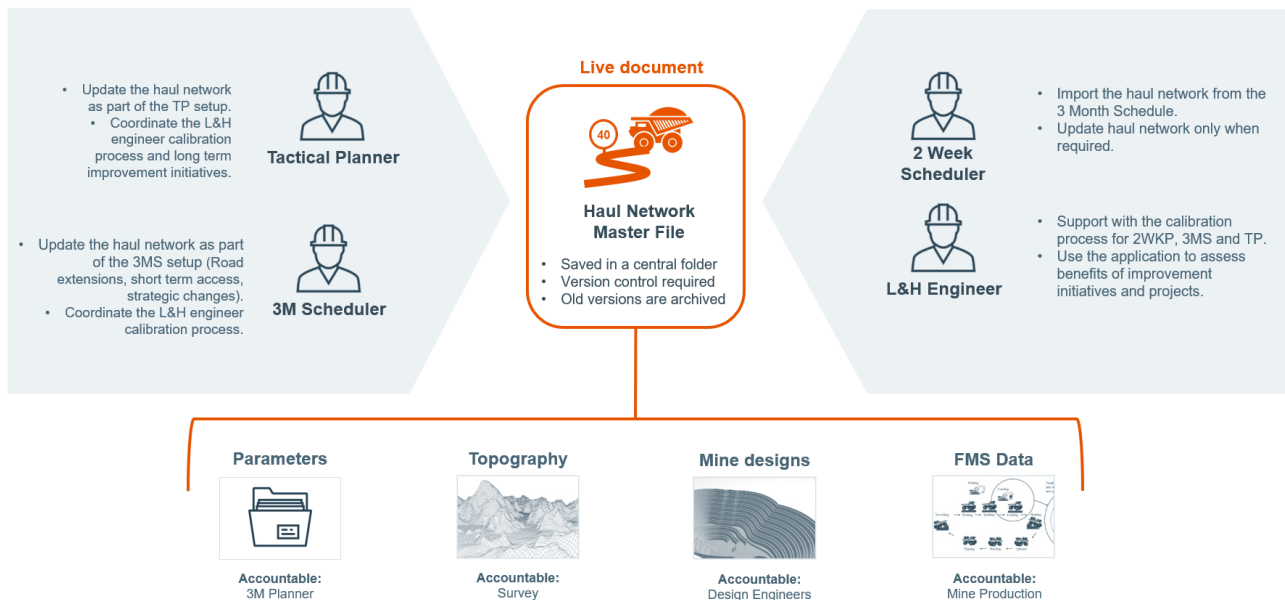 Live document
• Update the haul network
as part of the TP setup.
• Coordinate the L&H
engineer calibration
process and long term
improvement initiatives.
Tactical Planner
• Update the haul network as part
of the 3MS setup (Road
extensions, short term access,
strategic changes).
• Coordinate the L&H engineer
calibration process.
3M Scheduler
40
Haul Network
Master File
• Saved in a central folder
• Version control required
• Old versions are archived
2 Week
Scheduler
• Import the haul network from the
3 Month Schedule.
• Update haul network only when
required.
L&H Engineer
• Support with the calibration
process for 2WKP, 3MS and TP.
• Use the application to assess
benefits of improvement
initiatives and projects.
Parameters
Accountable:
3M Planner
Topography
Accountable:
Survey
Mine designs
Accountable:
Design Engineers
FMS Data
Accountable:
Mine Production